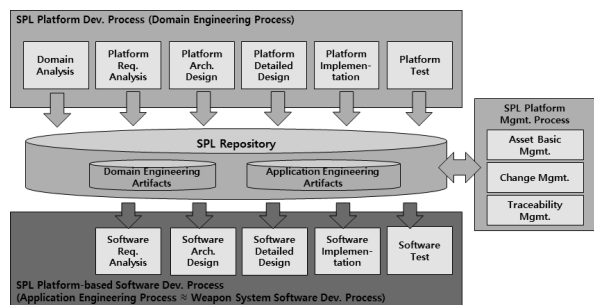 SPL Platform Dev. Process (Domain Engineering Process)
Domain
Analysis
Platform
Req.
Analysis
Platform
Arch.
Design
Platform
Detailed
Design
Platform
Implemen-
tation
Platform
Test
SPL Repository
Domain Engineering
Artifacts
Application Engineering
Artifacts
SPL Platform
Mgmt. Process
Asset Basic
Mgmt.
Change Mgmt.
Traceability
Mgmt.
Software
Req.
Analysis
Software
Arch.
Design
Software
Detailed
Design
Software
Implemen-
tation
Software
Test
SPL Platform-based Software Dev. Process
(Application Engineering Process ≈ Weapon System Software Dev. Process)